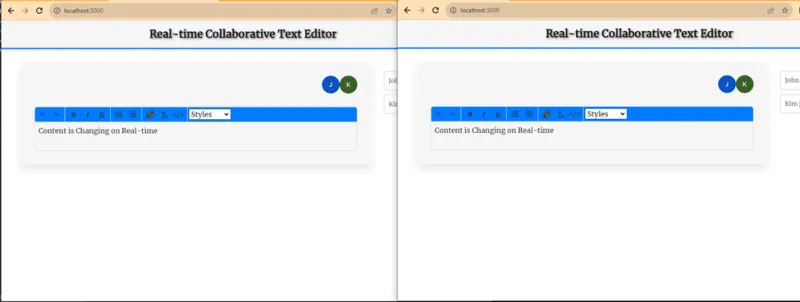 localhost:3000
Real-time Collaborative Text Editor
J K
Joh
B I U </> Styles
Kim
Content is Changing on Real-time
localhost:3000
Real-time Collaborative Text Editor
J K
John
B I U </> Styles
Kim j
Content is Changing on Real-time